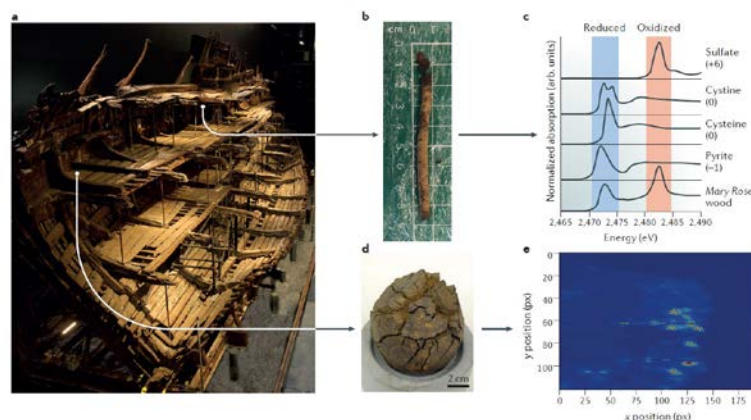 a
b
c
Reduced Oxidized
Normalized absorption (arb. units)
Sulfate
(+6)
Cystine
(0)
Cysteine
(0)
Pyrite
(–1)
Mary Rose
wood
2,465 2,470 2,475 2,480 2,485 2,490
Energy (eV)
cm
d
2 cm
e
y position (px)
0
20
40
60
80
100
0 25 50 75 100 125 150 175
x position (px)